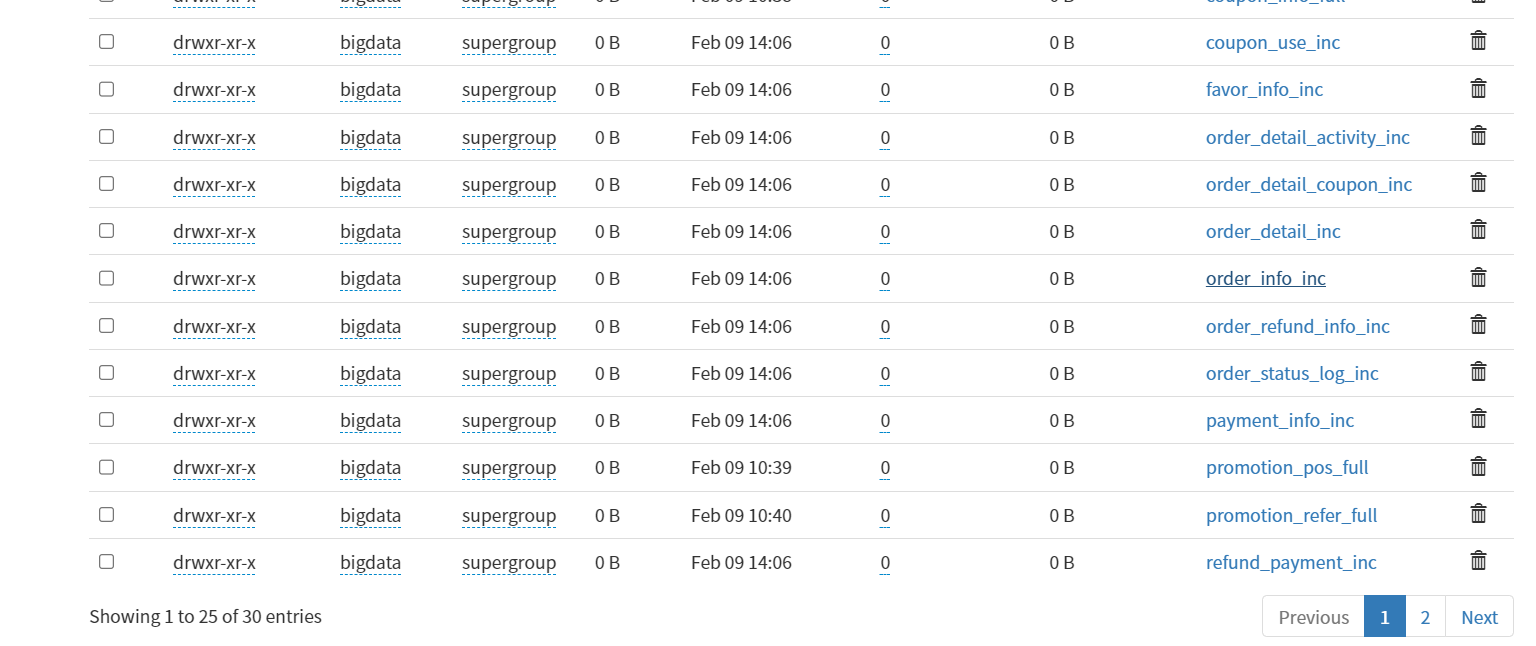 drwxr-xr-x bigdata supergroup 0 B 0 0 B coupon_info_full
drwxr-xr-x bigdata supergroup 0 B Feb 09 14:06 0 0 B coupon_use_inc
drwxr-xr-x bigdata supergroup 0 B Feb 09 14:06 0 0 B favor_info_inc
drwxr-xr-x bigdata supergroup 0 B Feb 09 14:06 0 0 B order_detail_activity_inc
drwxr-xr-x bigdata supergroup 0 B Feb 09 14:06 0 0 B order_detail_coupon_inc
drwxr-xr-x bigdata supergroup 0 B Feb 09 14:06 0 0 B order_detail_inc
drwxr-xr-x bigdata supergroup 0 B Feb 09 14:06 0 0 B order_info_inc
drwxr-xr-x bigdata supergroup 0 B Feb 09 14:06 0 0 B order_refund_info_inc
drwxr-xr-x bigdata supergroup 0 B Feb 09 14:06 0 0 B order_status_log_inc
drwxr-xr-x bigdata supergroup 0 B Feb 09 14:06 0 0 B payment_info_inc
drwxr-xr-x bigdata supergroup 0 B Feb 09 10:39 0 0 B promotion_pos_full
drwxr-xr-x bigdata supergroup 0 B Feb 09 10:40 0 0 B promotion_refer_full
drwxr-xr-x bigdata supergroup 0 B Feb 09 14:06 0 0 B refund_payment_inc
Showing 1 to 25 of 30 entries Previous 1 2 Next